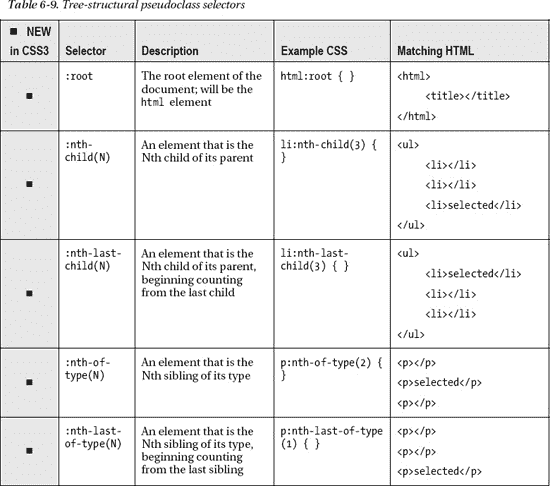 Table 6-9. Tree-structural pseudoclass selectors
■ NEW
in CSS3
Selector
Description
Example CSS
Matching HTML
■
:root
The root element of the
document; will be the
html element
html:root { }
<html>
<title></title>
</html>
■
:nth-
child(N)
An element that is the
Nth child of its parent
li:nth-child(3) {
}
<ul>
<li></li>
<li></li>
<li>selected</li>
</ul>
■
:nth-last-
child(N)
An element that is the
Nth child of its parent,
beginning counting
from the last child
li:nth-last-
child(3) { }
<ul>
<li>selected</li>
<li></li>
<li></li>
</ul>
■
:nth-of-
type(N)
An element that is the
Nth sibling of its type
p:nth-of-type(2) {
}
<p></p>
<p>selected</p>
<p></p>
■
:nth-last-
of-type(N)
An element that is the
Nth sibling of its type,
beginning counting
from the last sibling
p:nth-last-of-type
(1) { }
<p></p>
<p></p>
<p>selected</p>